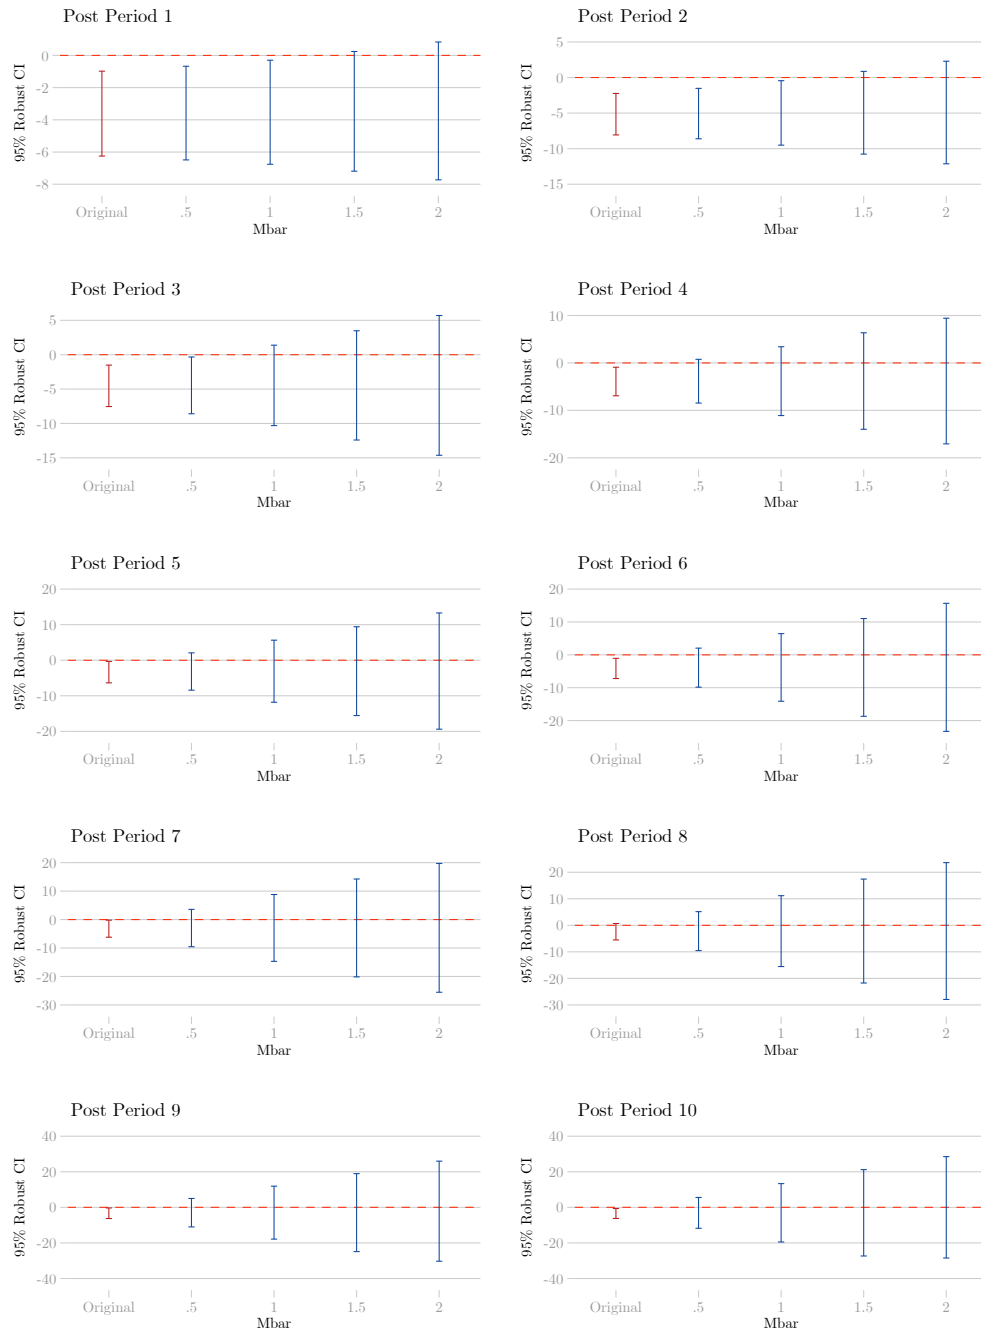 Post Period 1
95% Robust CI
0
-2
-4
-6
-8
Original .5 1 1.5 2
Mbar
Post Period 2
95% Robust CI
5
0
-5
-10
-15
Original .5 1 1.5 2
Mbar
Post Period 3
95% Robust CI
5
0
-5
-10
-15
Original .5 1 1.5 2
Mbar
Post Period 4
95% Robust CI
10
0
-10
-20
Original .5 1 1.5 2
Mbar
Post Period 5
95% Robust CI
20
10
0
-10
-20
Original .5 1 1.5 2
Mbar
Post Period 6
95% Robust CI
20
10
0
-10
-20
Original .5 1 1.5 2
Mbar
Post Period 7
95% Robust CI
20
10
0
-10
-20
-30
Original .5 1 1.5 2
Mbar
Post Period 8
95% Robust CI
20
10
0
-10
-20
-30
Original .5 1 1.5 2
Mbar
Post Period 9
95% Robust CI
40
20
0
-20
-40
Original .5 1 1.5 2
Mbar
Post Period 10
95% Robust CI
40
20
0
-20
-40
Original .5 1 1.5 2
Mbar